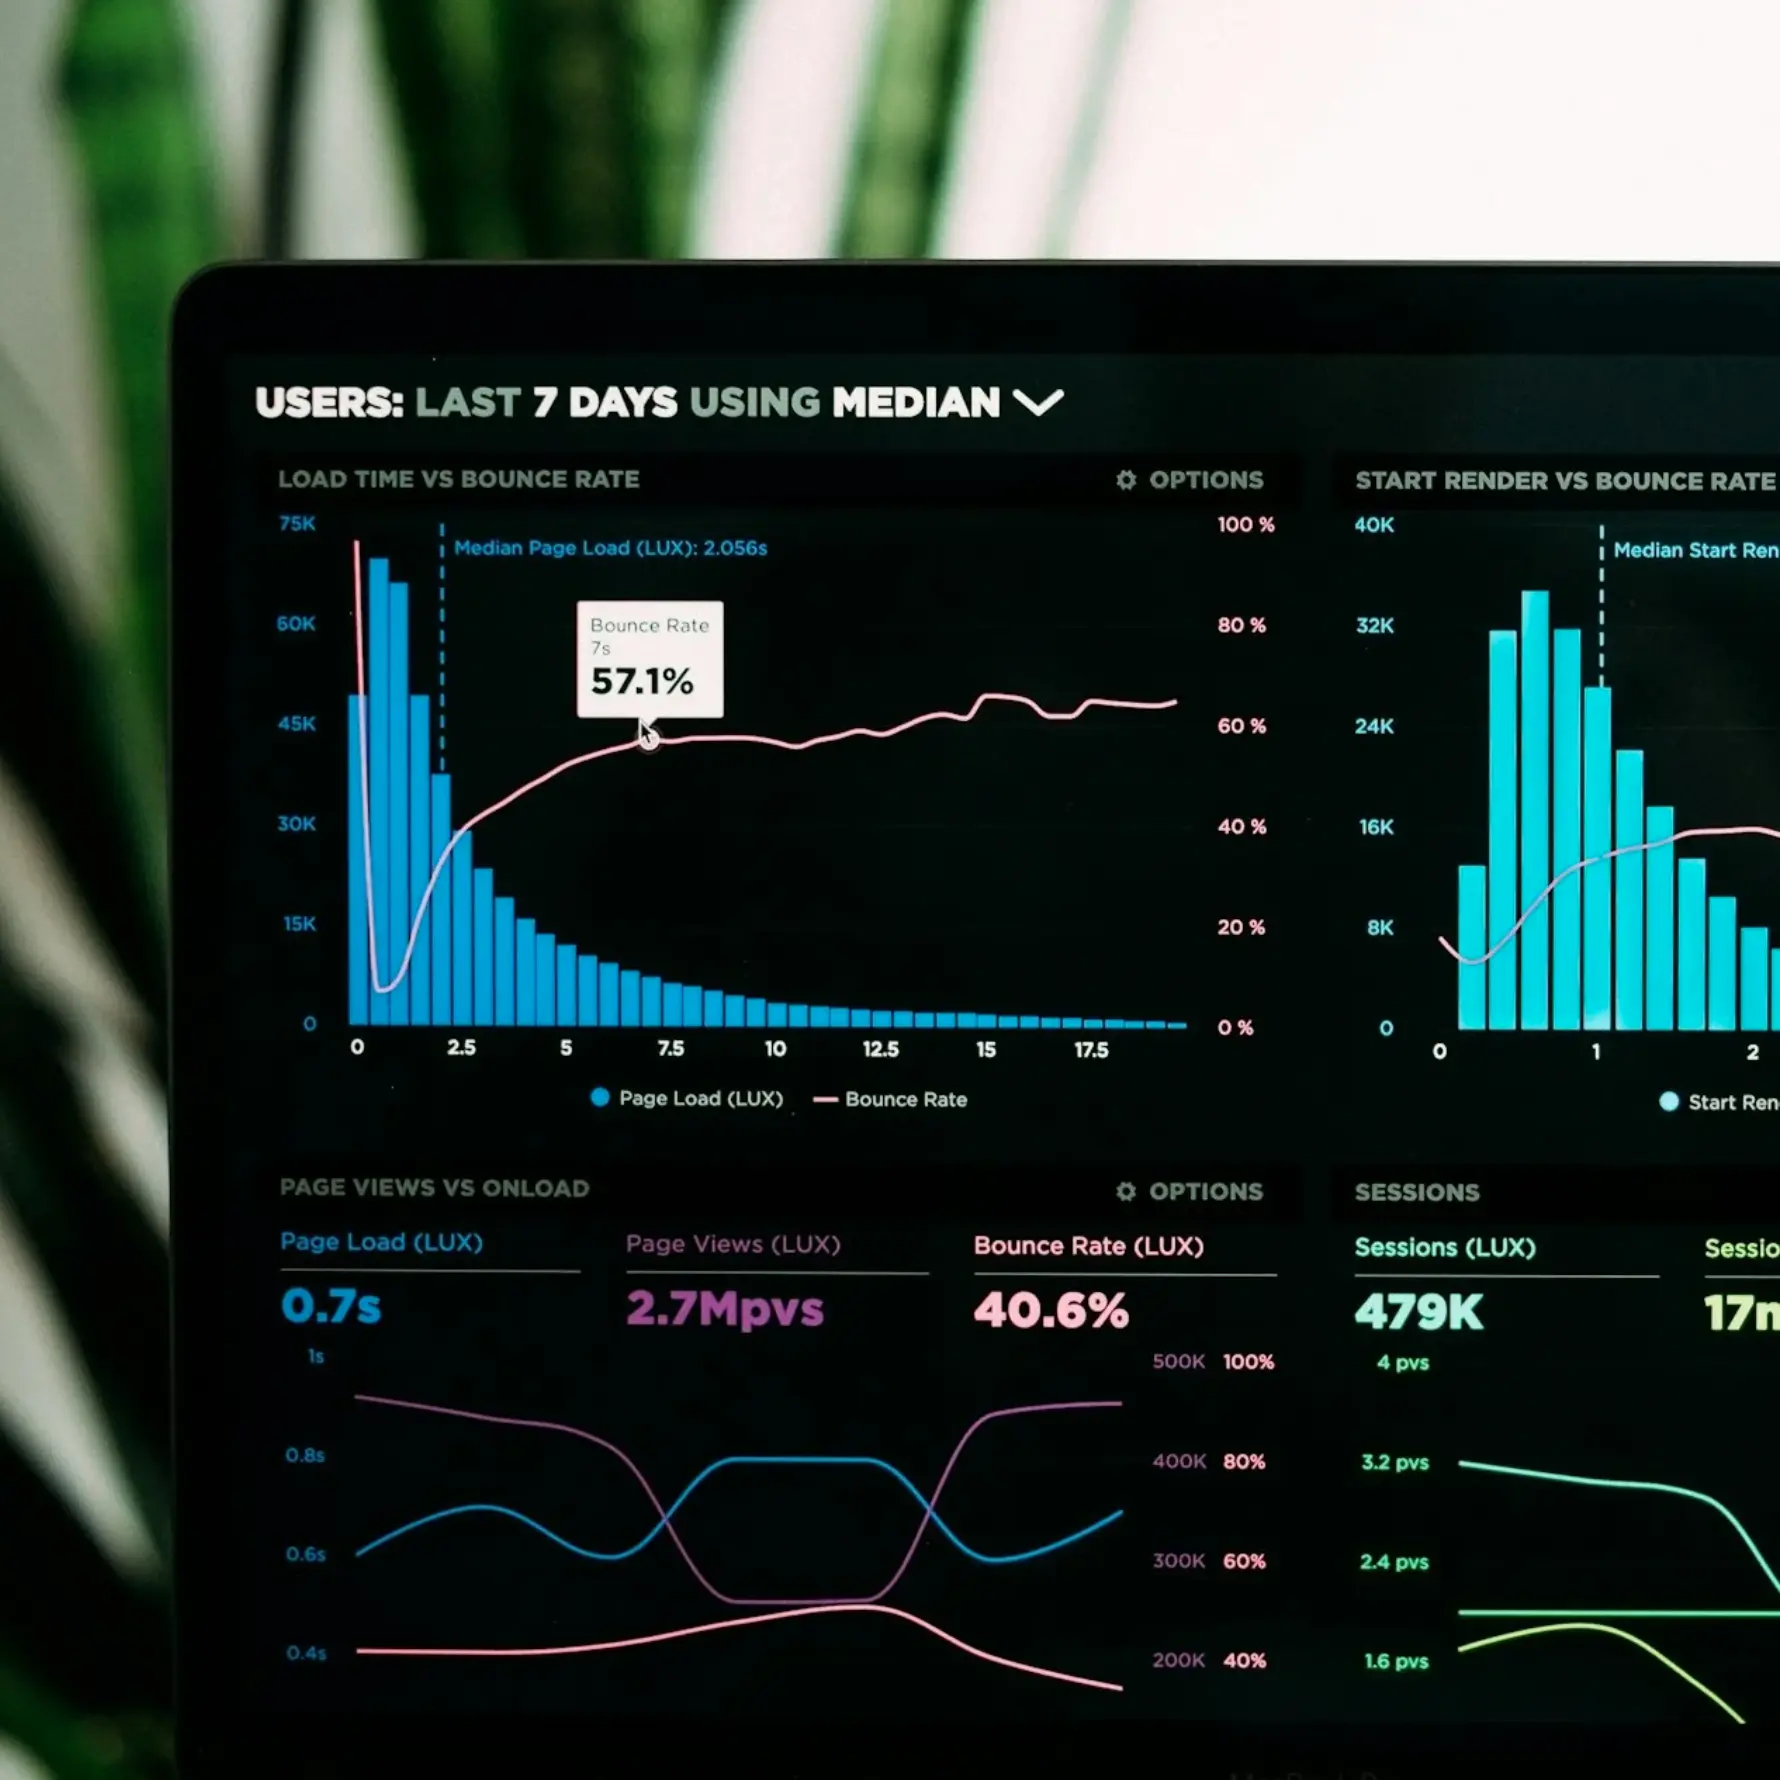 USERS: LAST 7 DAYS USING MEDIAN
LOAD TIME VS BOUNCE RATE
OPTIONS
75K
60K
45K
30K
15K
0
Median Page Load (LUX): 2.056s
Bounce Rate
7s
57.1%
100 %
80 %
60 %
40 %
20 %
0 %
0 2.5 5 7.5 10 12.5 15 17.5
Page Load (LUX) Bounce Rate
START RENDER VS BOUNCE RATE
40K
32K
24K
16K
8K
0
Median Start Ren
0 1 2
Start Ren
PAGE VIEWS VS ONLOAD
OPTIONS
Page Load (LUX)
0.7s
Page Views (LUX)
2.7Mpvs
Bounce Rate (LUX)
40.6%
1s
0.8s
0.6s
0.4s
500K 100%
400K 80%
300K 60%
200K 40%
SESSIONS
Sessions (LUX)
479K
Sessio
17
4 pvs
3.2 pvs
2.4 pvs
1.6 pvs